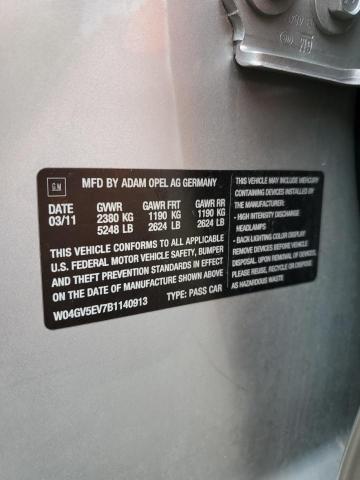 GM
MFD BY ADAM OPEL AG GERMANY
DATE GVWR GAWR FRT GAWR RR
03/11 2380 KG 1190 KG 1190 KG
5248 LB 2624 LB 2624 LB
THIS VEHICLE CONFORMS TO ALL APPLICABLE
U.S. FEDERAL MOTOR VEHICLE SAFETY, BUMPER
AND THEFT PREVENTION STANDARDS IN EFFECT
ON THE DATE OF MANUFACTURE SHOWN ABOVE
W04GV5EV7B1140913 TYPE: PASS CAR
THIS VEHICLE MAY INCLUDE MERCURY
CONTAINING DEVICES INSTALLED BY
THE MANUFACTURER:
- HIGH INTENSITY DISCHARGE
HEADLAMPS
- BACK LIGHTING COLOR DISPLAY
REMOVE DEVICES BEFORE VEHICLE
DISPOSAL. UPON REMOVAL OF DEVICES
PLEASE REUSE, RECYCLE OR DISPOSE
AS HAZARDOUS WASTE